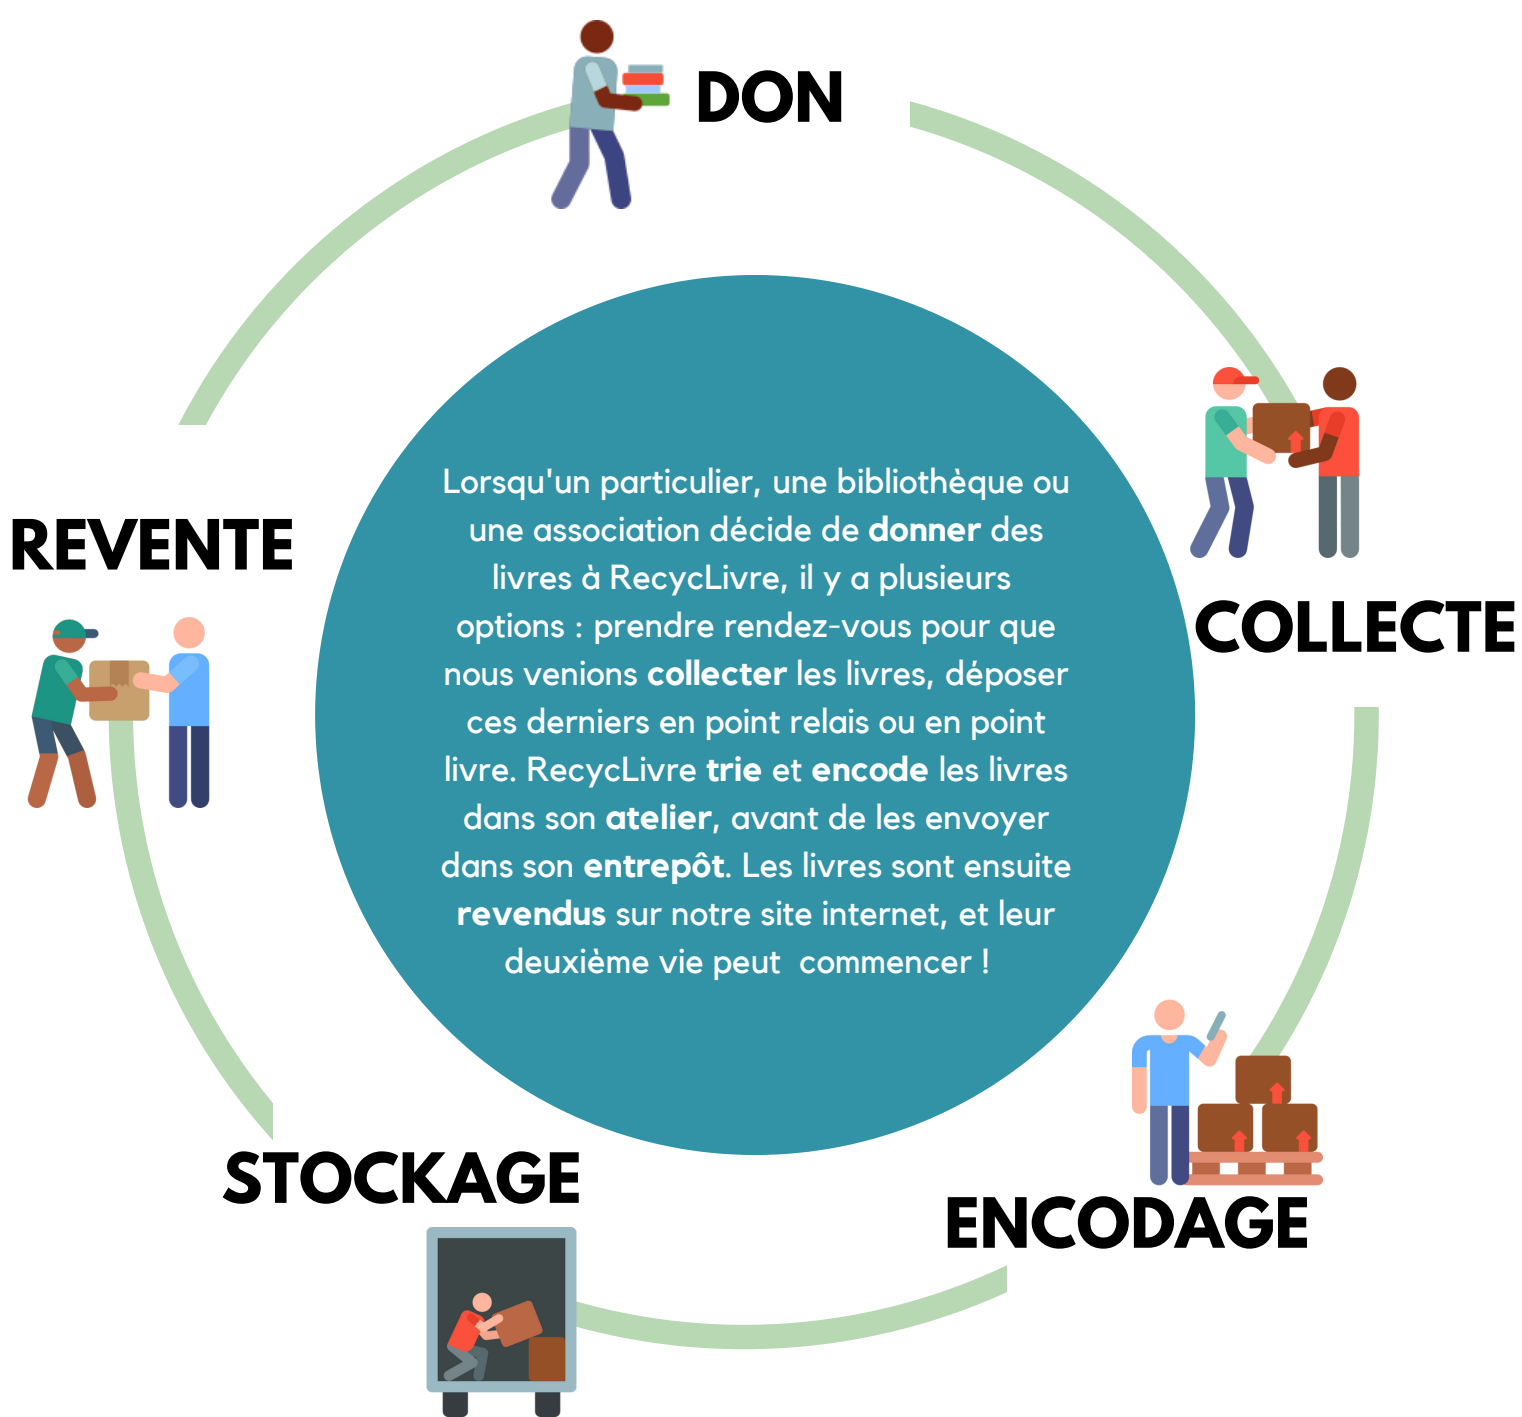 DON
COLLECTE
ENCODAGE
STOCKAGE
REVENTE
Lorsqu'un particulier, une bibliothèque ou
une association décide de donner des
livres à RecycLivre, il y a plusieurs
options : prendre rendez-vous pour que
nous venions collecter les livres, déposer
ces derniers en point relais ou en point
livre. RecycLivre trie et encode les livres
dans son atelier, avant de les envoyer
dans son entrepôt. Les livres sont ensuite
revendus sur notre site internet, et leur
deuxième vie peut  commencer !